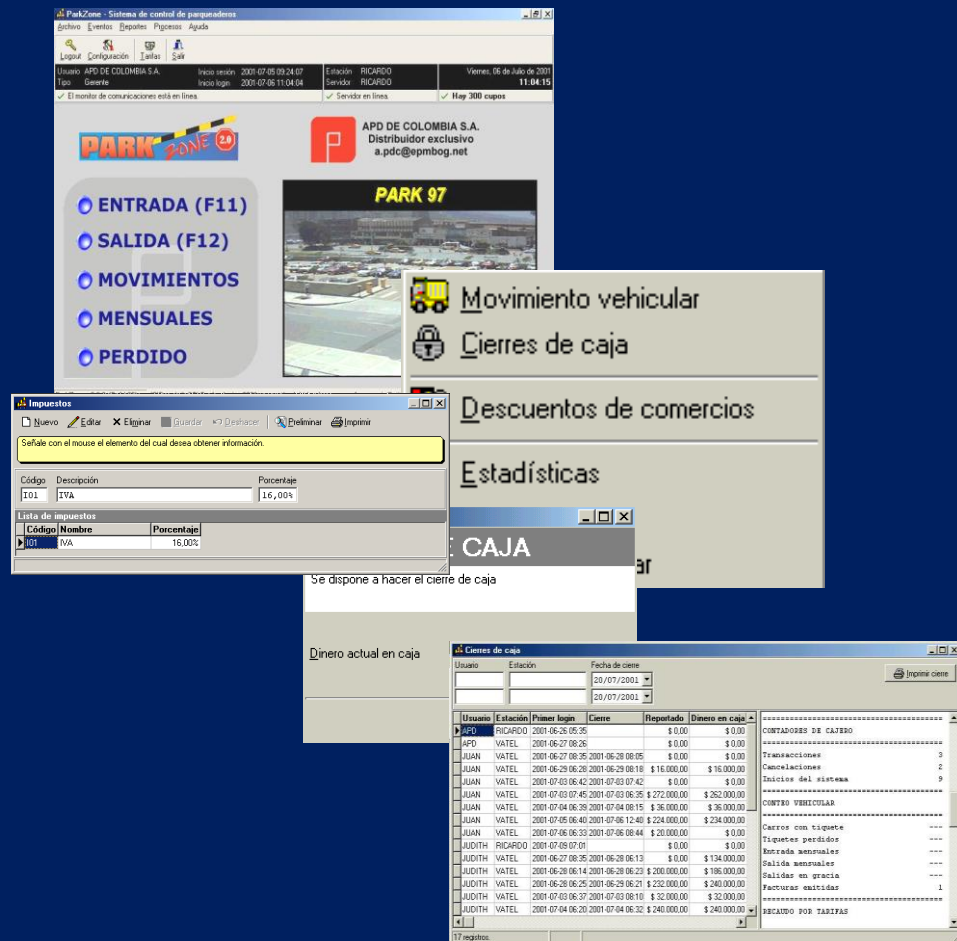 ParkZone - Sistema de control de parqueaderos
Archivo Eventos Reportes Procesos Ayuda
Logout Configuración Tarifas Salir
Usuario APD DE COLOMBIA S.A. Inicio sesión 2001-07-05 09:24:07 Estación RICARDO Viernes, 06 de Julio de 2001
Tipo Gerente Inicio login 2001-07-06 11:04:04 Servidor RICARDO 11:04:15
El monitor de comunicaciones está en línea. Servidor en línea. Hay 300 cupos
PARK ZONE 2.0
APD DE COLOMBIA S.A.
Distribuidor exclusivo
a.pdc@epmbog.net
PARK 97
ENTRADA (F11)
SALIDA (F12)
MOVIMIENTOS
MENSUALES
PERDIDO
Movimiento vehicular
Cierres de caja
Descuentos de comercios
Estadísticas
ar
Impuestos
Nuevo Editar Eliminar Guardar Deshacer Preliminar Imprimir
Señale con el mouse el elemento del cual desea obtener información.
Código Descripción Porcentaje
I01 IVA 16,00%
Lista de impuestos
Código Nombre Porcentaje
I01 IVA 16,00%
E CAJA
Se dispone a hacer el cierre de caja
Dinero actual en caja
Cierres de caja
Usuario Estación Fecha de cierre
20/07/2001
20/07/2001
Imprimir cierre
Usuario Estación Primer login Cierre Reportado Dinero en caja
APD RICARDO 2001-06-26 05:35 $ 0,00 $ 0,00
APD VATEL 2001-06-27 08:26 $ 0,00 $ 0,00
JUAN VATEL 2001-06-27 08:35 2001-06-28 08:05 $ 0,00 $ 0,00
JUAN VATEL 2001-06-29 06:28 2001-06-29 08:18 $ 16.000,00 $ 16.000,00
JUAN VATEL 2001-07-03 06:42 2001-07-03 07:42 $ 0,00 $ 0,00
JUAN VATEL 2001-07-03 07:45 2001-07-03 06:35 $ 272.000,00 $ 262.000,00
JUAN VATEL 2001-07-04 06:39 2001-07-04 08:15 $ 36.000,00 $ 36.000,00
JUAN VATEL 2001-07-05 06:40 2001-07-06 12:40 $ 224.000,00 $ 234.000,00
JUAN VATEL 2001-07-06 06:33 2001-07-06 08:44 $ 20.000,00 $ 0,00
JUDITH RICARDO 2001-07-09 07:01 $ 0,00 $ 0,00
JUDITH VATEL 2001-06-27 08:35 2001-06-28 06:13 $ 0,00 $ 134.000,00
JUDITH VATEL 2001-06-28 06:14 2001-06-28 06:23 $ 200.000,00 $ 186.000,00
JUDITH VATEL 2001-06-28 06:25 2001-06-29 06:21 $ 232.000,00 $ 240.000,00
JUDITH VATEL 2001-07-03 06:37 2001-07-03 08:10 $ 32.000,00 $ 32.000,00
JUDITH VATEL 2001-07-04 06:20 2001-07-04 06:32 $ 240.000,00 $ 240.000,00
17 registros.
CONTADORES DE CAJERO
Transacciones 3
Cancelaciones 2
Inicios del sistema 9
CONTEO VEHICULAR
Carros con tiquete ---
Tiquetes perdidos ---
Entrada mensuales ---
Salida mensuales ---
Salidas en gracia ---
Facturas emitidas 1
RECAUDO POR TARIFAS